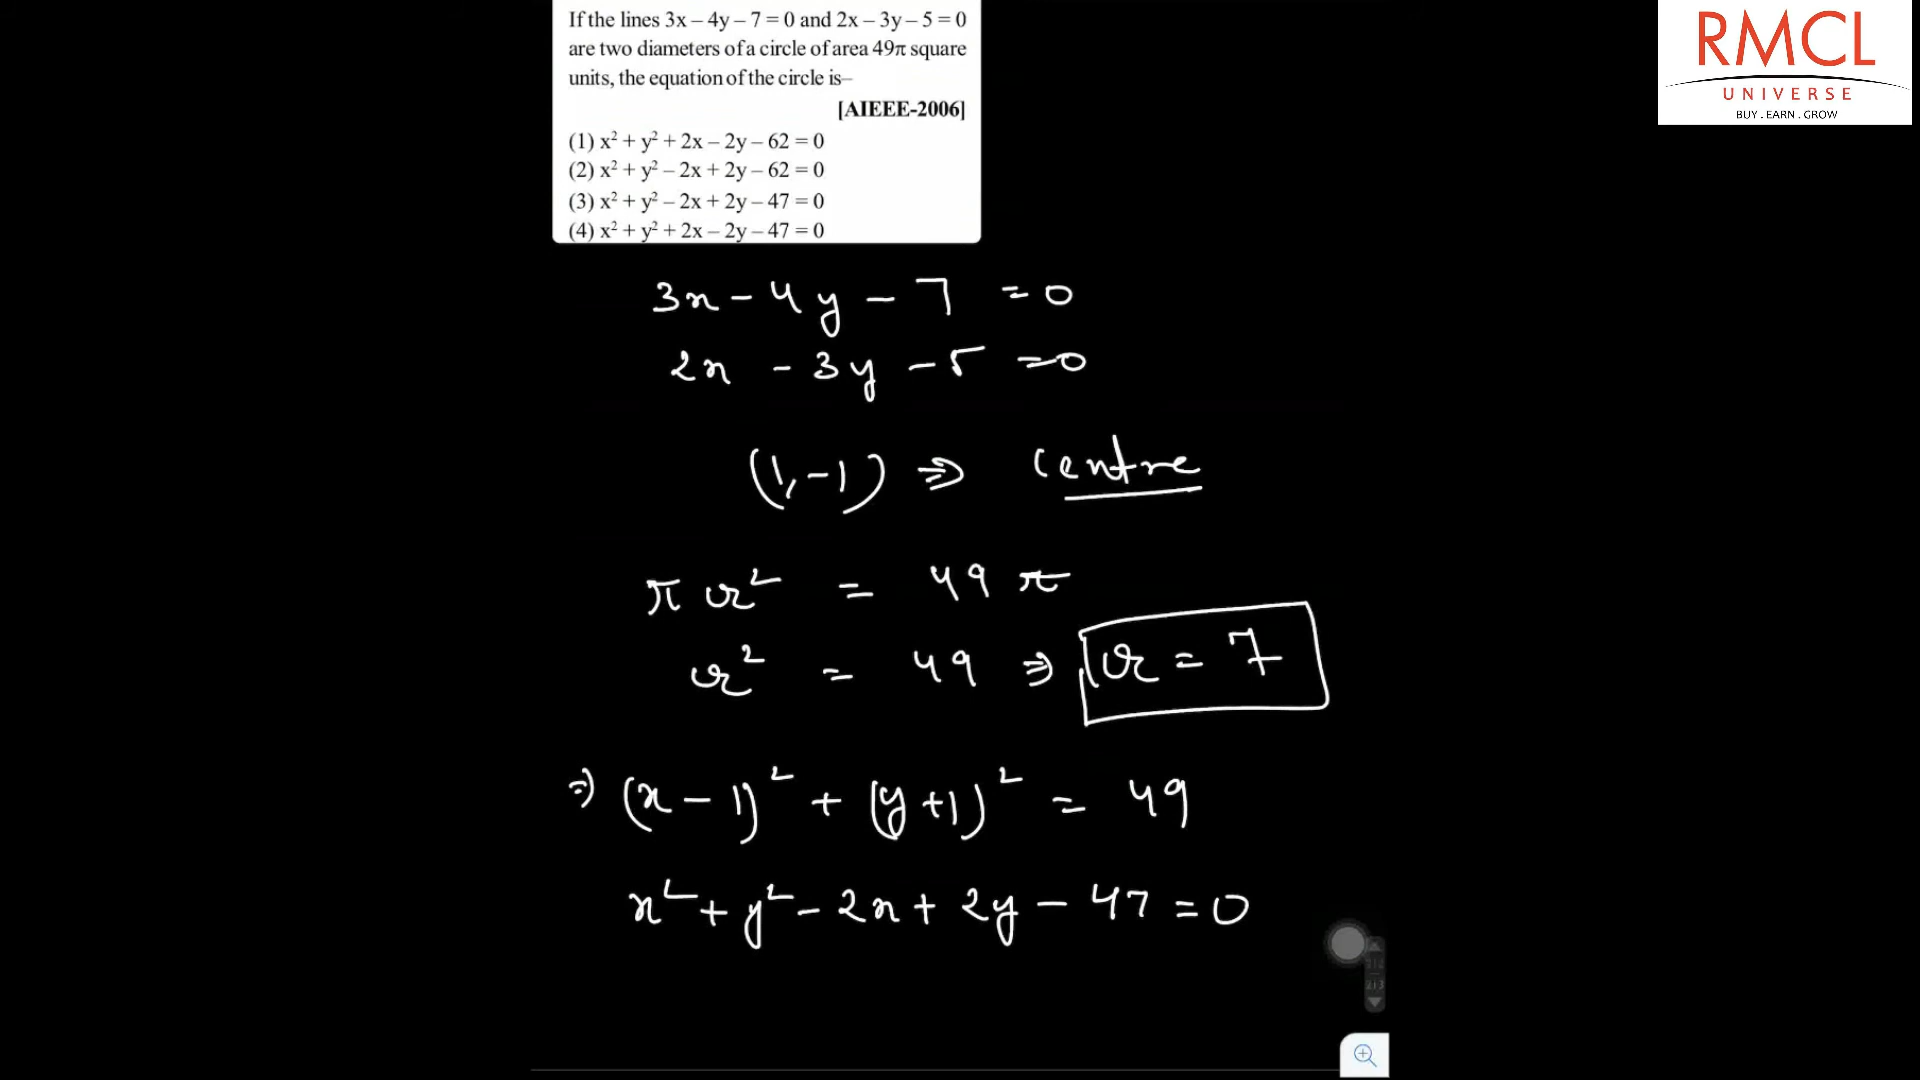 If the lines 3x – 4y – 7 = 0 and 2x – 3y – 5 = 0
are two diameters of a circle of area 49π square
units, the equation of the circle is–
[AIEEE-2006]
(1) x² + y² + 2x – 2y – 62 = 0
(2) x² + y² – 2x + 2y – 62 = 0
(3) x² + y² – 2x + 2y – 47 = 0
(4) x² + y² + 2x – 2y – 47 = 0
RMCL
UNIVERSE
BUY . EARN . GROW
3x – 4y – 7 = 0
2x – 3y – 5 = 0
(1, –1) ⇒ centre
π r² = 49 π
r² = 49 ⇒ r = 7
⇒ (x – 1)² + (y + 1)² = 49
x² + y² – 2x + 2y – 47 = 0